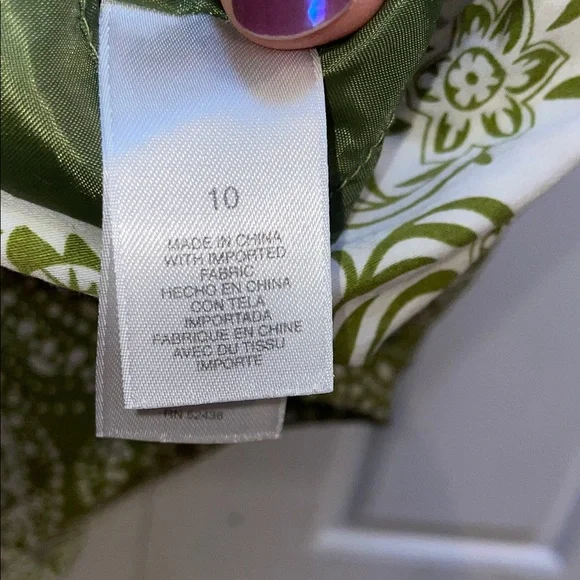 10
MADE IN CHINA
WITH IMPORTED
FABRIC
HECHO EN CHINA
CON TELA
IMPORTADA
FABRIQUE EN CHINE
AVEC DU TISSU
IMPORTE
RN 52438